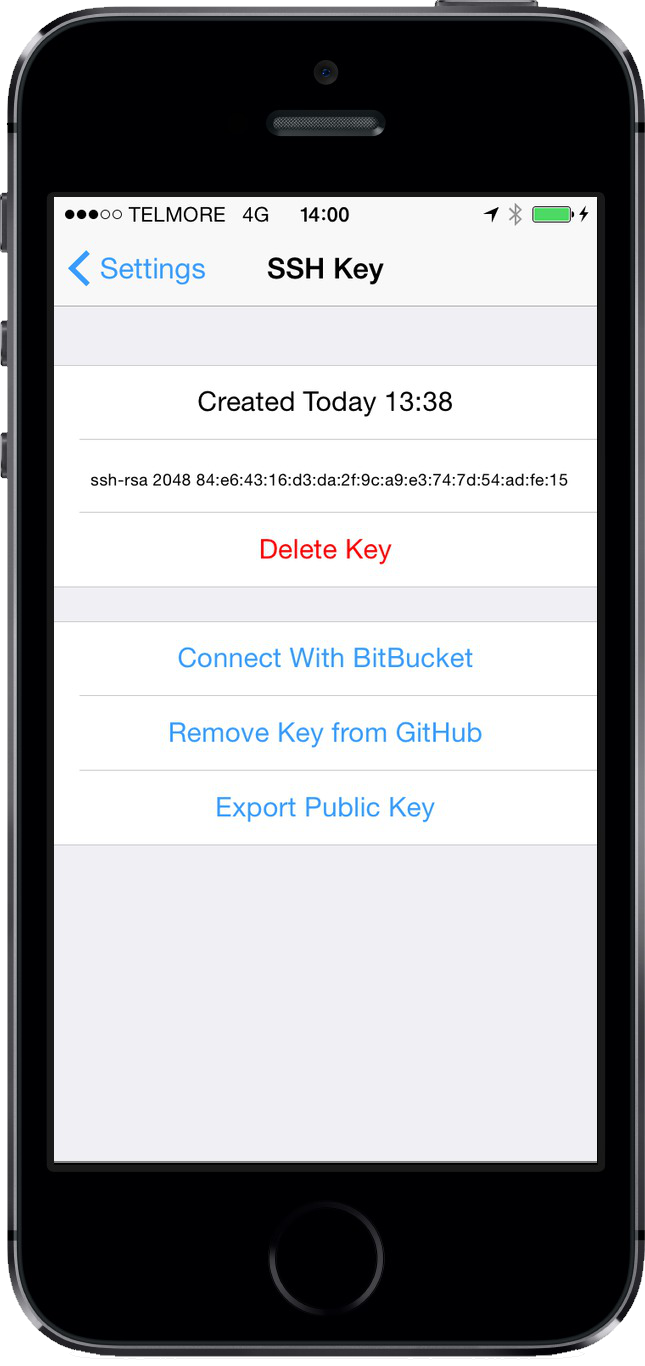 TELMORE 4G 14:00
Settings SSH Key
Created Today 13:38
ssh-rsa 2048 84:e6:43:16:d3:da:2f:9c:a9:e3:74:7d:54:ad:fe:15
Delete Key
Connect With BitBucket
Remove Key from GitHub
Export Public Key